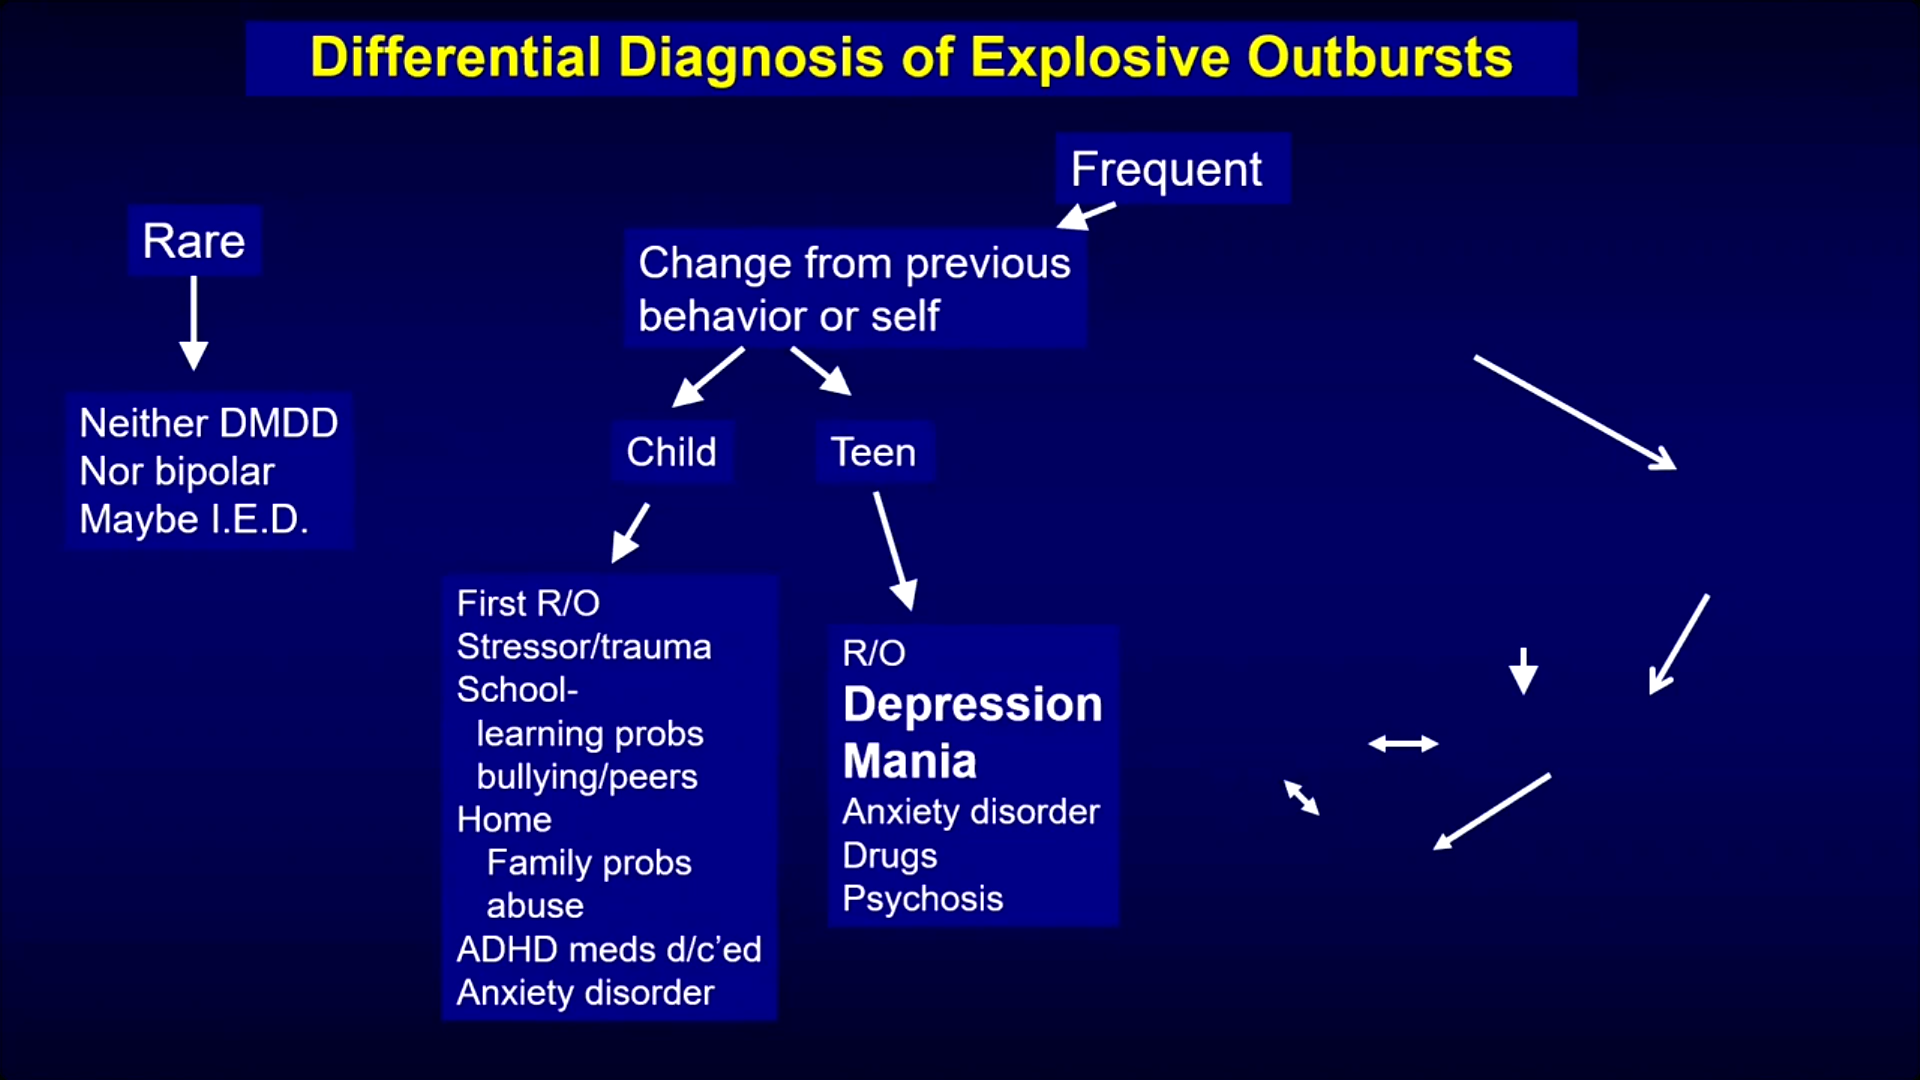 Differential Diagnosis of Explosive Outbursts
Frequent
Rare
Change from previous
behavior or self
Neither DMDD
Nor bipolar
Maybe I.E.D.
Child
Teen
First R/O
Stressor/trauma
School-
learning probs
bullying/peers
Home
Family probs
abuse
ADHD meds d/c’ed
Anxiety disorder
R/O
Depression
Mania
Anxiety disorder
Drugs
Psychosis